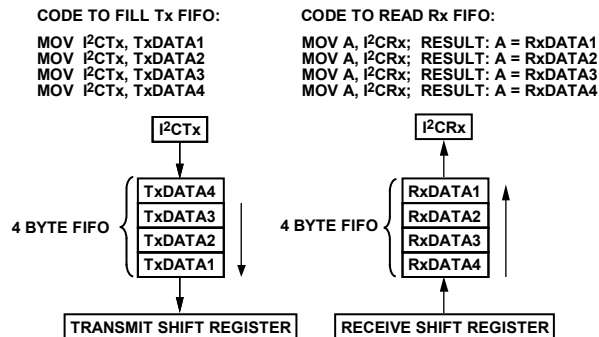 CODE TO FILL Tx FIFO:
MOV I²CTx, TxDATA1
MOV I²CTx, TxDATA2
MOV I²CTx, TxDATA3
MOV I²CTx, TxDATA4
I²CTx
TxDATA4
TxDATA3
TxDATA2
TxDATA1
4 BYTE FIFO
TRANSMIT SHIFT REGISTER
CODE TO READ Rx FIFO:
MOV A, I²CRx; RESULT: A = RxDATA1
MOV A, I²CRx; RESULT: A = RxDATA2
MOV A, I²CRx; RESULT: A = RxDATA3
MOV A, I²CRx; RESULT: A = RxDATA4
I²CRx
RxDATA1
RxDATA2
RxDATA3
RxDATA4
4 BYTE FIFO
RECEIVE SHIFT REGISTER